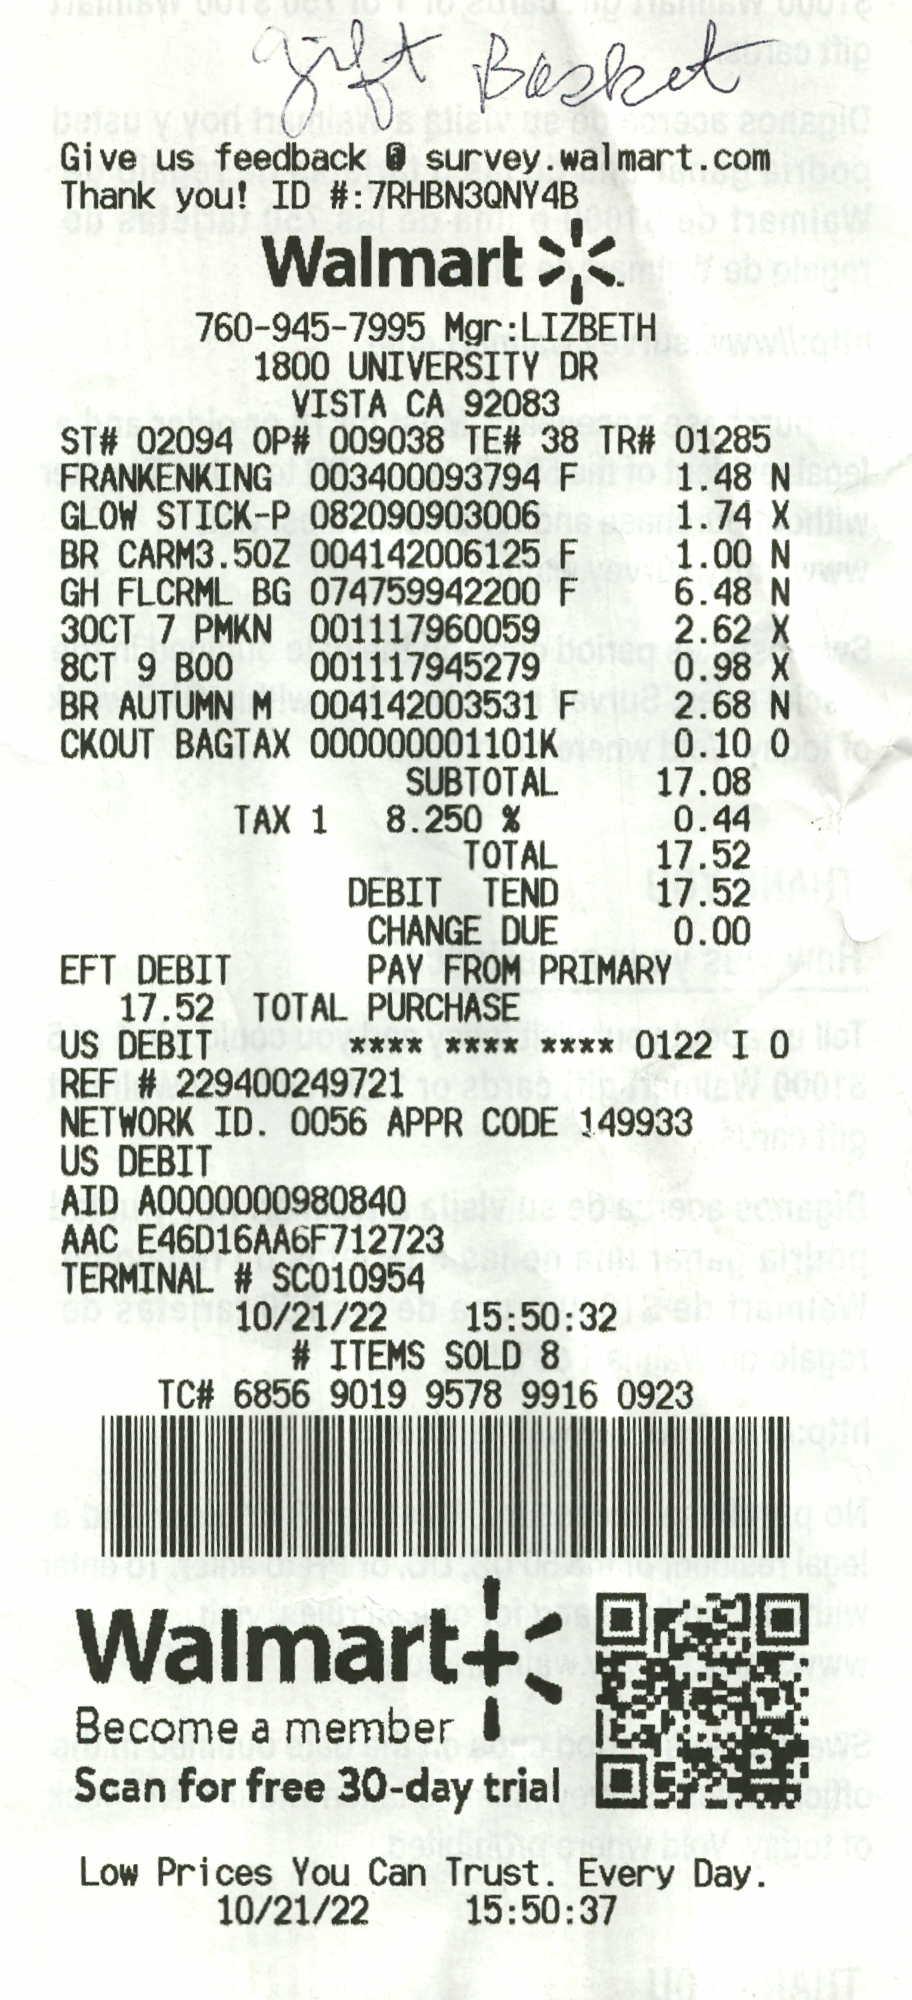 gift Basket
Give us feedback @ survey.walmart.com
Thank you! ID #:7RHBN3QNY4B
Walmart
760-945-7995 Mgr:LIZBETH
1800 UNIVERSITY DR
VISTA CA 92083
ST# 02094 OP# 009038 TE# 38 TR# 01285
FRANKENKING 003400093794 F 1.48 N
GLOW STICK-P 082090903006 1.74 X
BR CARM3.5OZ 004142006125 F 1.00 N
GH FLCRML BG 074759942200 F 6.48 N
30CT 7 PMKN 001117960059 2.62 X
8CT 9 BOO 001117945279 0.98 X
BR AUTUMN M 004142003531 F 2.68 N
CKOUT BAGTAX 000000001101K 0.10 O
SUBTOTAL 17.08
TAX 1 8.250 % 0.44
TOTAL 17.52
DEBIT TEND 17.52
CHANGE DUE 0.00
EFT DEBIT PAY FROM PRIMARY
17.52 TOTAL PURCHASE
US DEBIT **** **** **** 0122 I 0
REF # 229400249721
NETWORK ID. 0056 APPR CODE 149933
US DEBIT
AID A0000000980840
AAC E46D16AA6F712723
TERMINAL # SC010954
10/21/22 15:50:32
# ITEMS SOLD 8
TC# 6856 9019 9578 9916 0923
Walmart+
Become a member
Scan for free 30-day trial
Low Prices You Can Trust. Every Day.
10/21/22 15:50:37